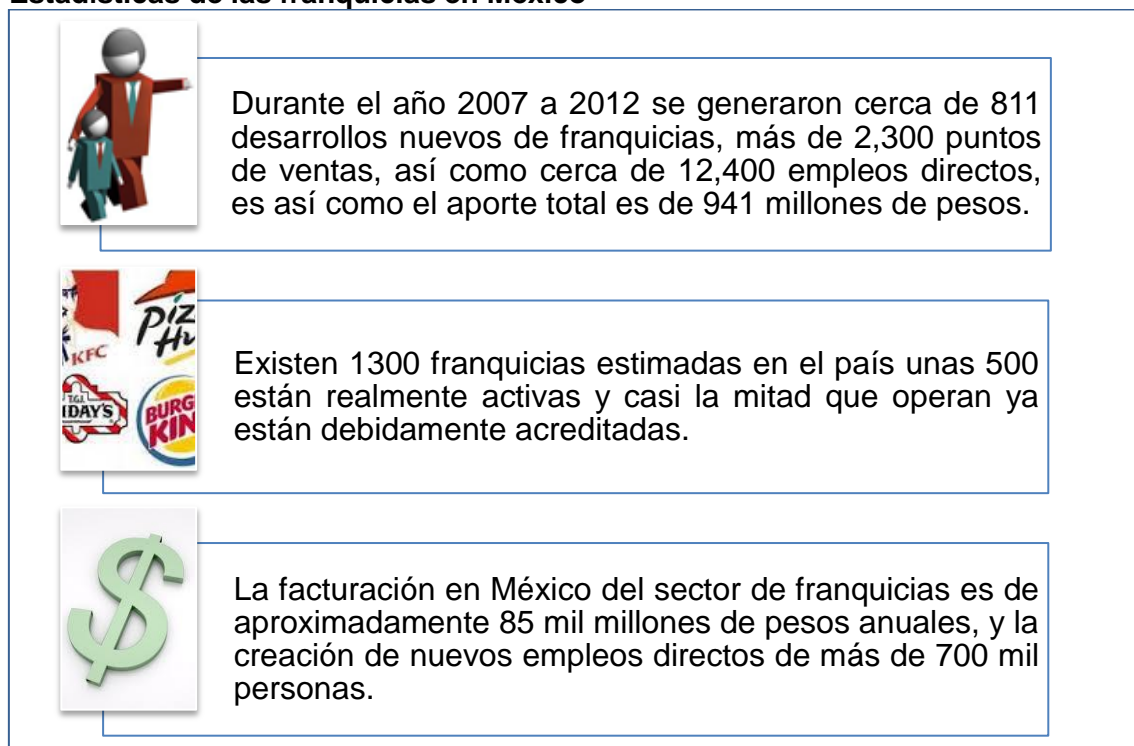 Estadísticas de las franquicias en México
Durante el año 2007 a 2012 se generaron cerca de 811
desarrollos nuevos de franquicias, más de 2,300 puntos
de ventas, así como cerca de 12,400 empleos directos,
es así como el aporte total es de 941 millones de pesos.
KFC
Piz
Hu
T.G.I.
IDAY'S
BURG
KIN
Existen 1300 franquicias estimadas en el país unas 500
están realmente activas y casi la mitad que operan ya
están debidamente acreditadas.
$
La facturación en México del sector de franquicias es de
aproximadamente 85 mil millones de pesos anuales, y la
creación de nuevos empleos directos de más de 700 mil
personas.